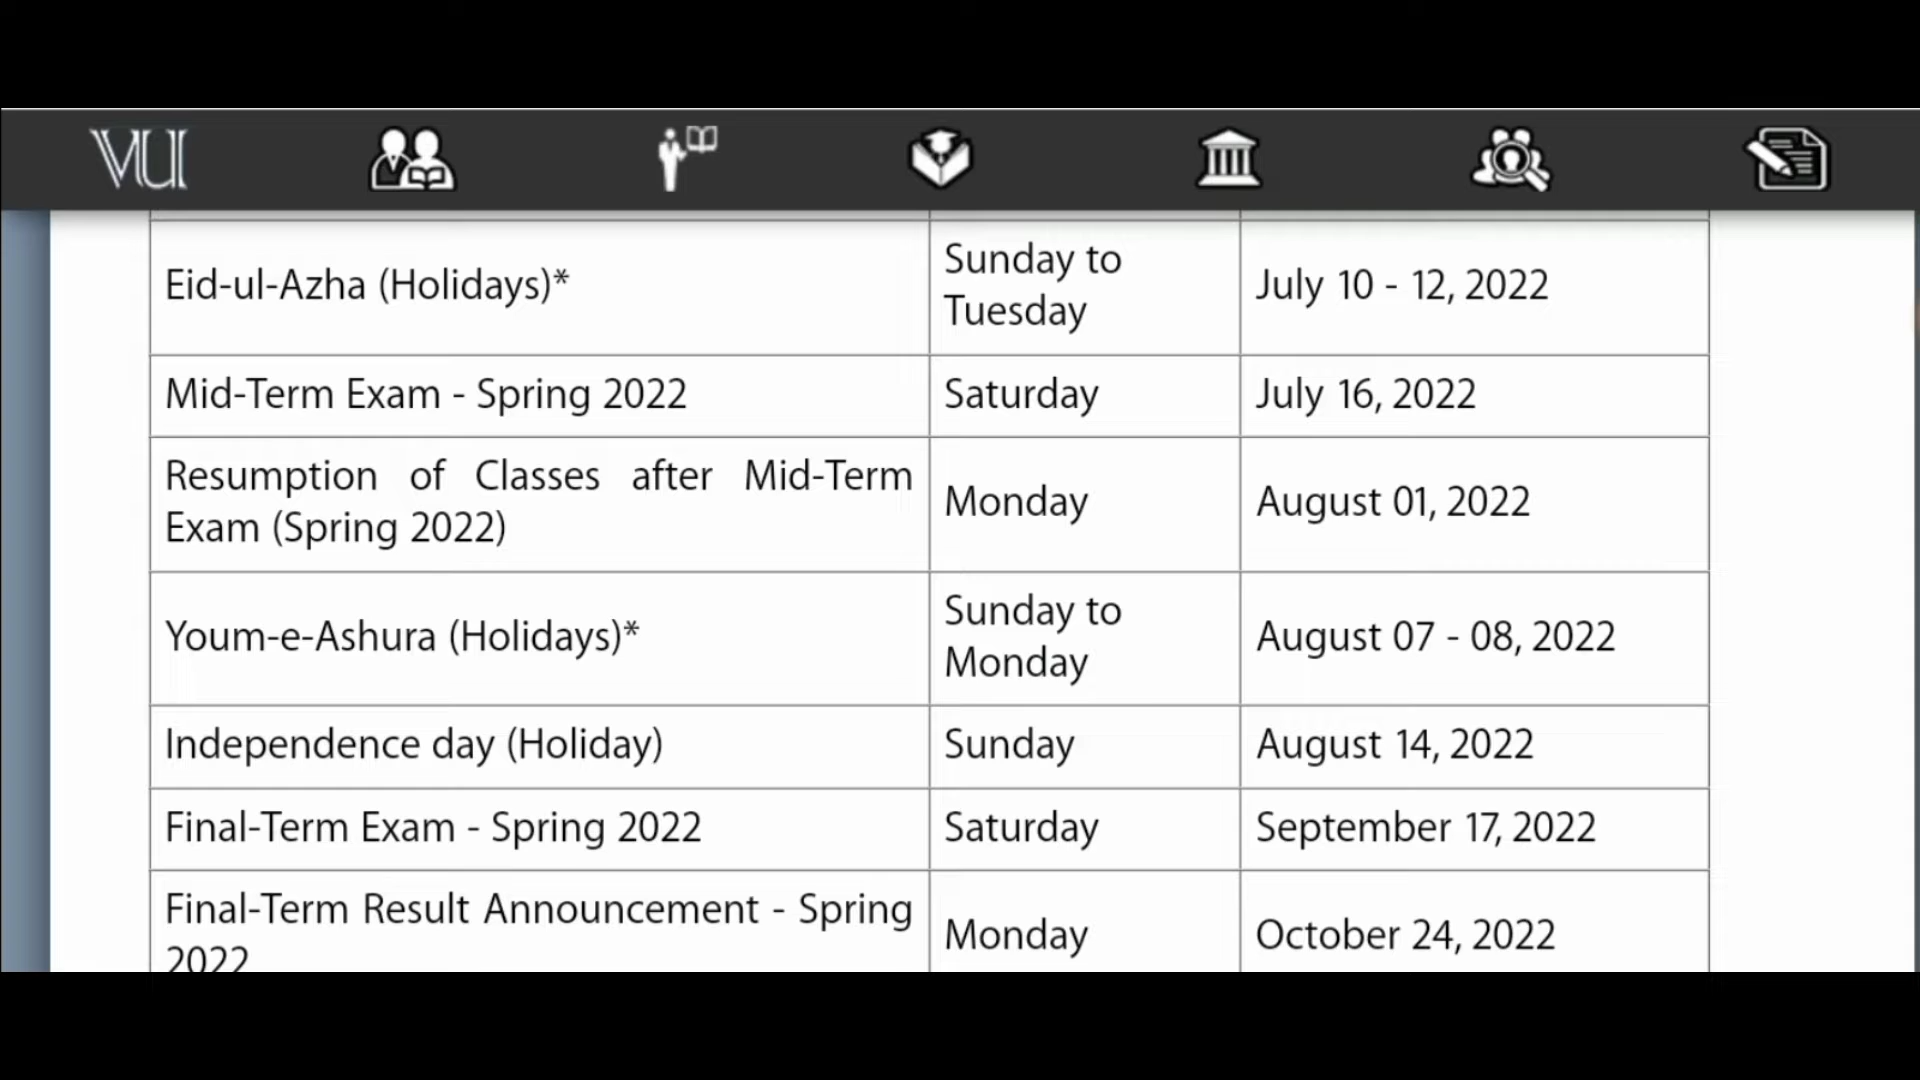 VU
Eid-ul-Azha (Holidays)*
Sunday to
Tuesday
July 10 - 12, 2022
Mid-Term Exam - Spring 2022
Saturday
July 16, 2022
Resumption of Classes after Mid-Term
Exam (Spring 2022)
Monday
August 01, 2022
Youm-e-Ashura (Holidays)*
Sunday to
Monday
August 07 - 08, 2022
Independence day (Holiday)
Sunday
August 14, 2022
Final-Term Exam - Spring 2022
Saturday
September 17, 2022
Final-Term Result Announcement - Spring
2022
Monday
October 24, 2022